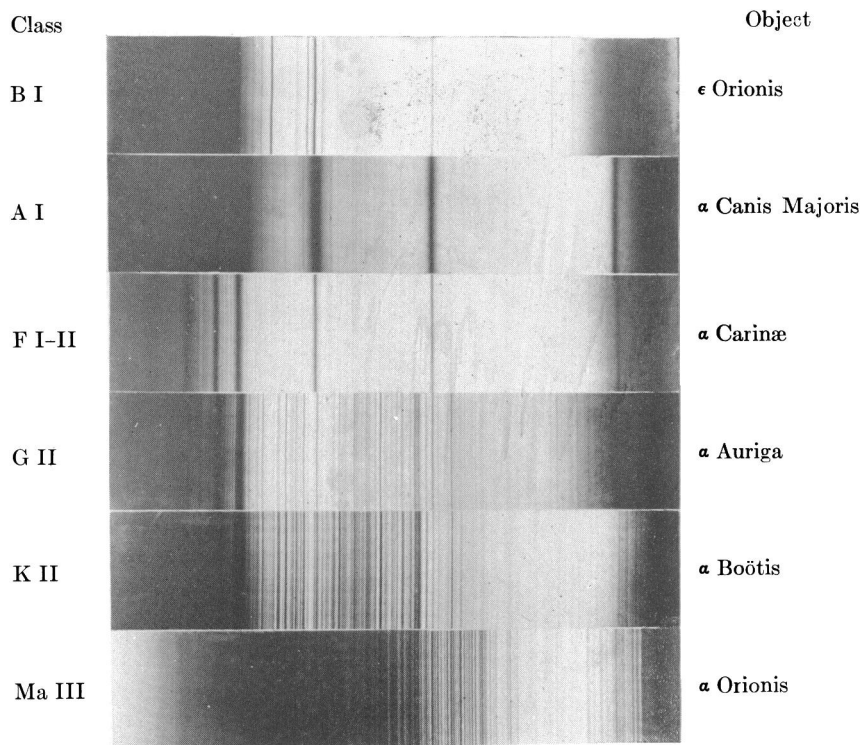 Class Object
B I ε Orionis
A I α Canis Majoris
F I–II α Carinæ
G II α Auriga
K II α Boötis
Ma III α Orionis